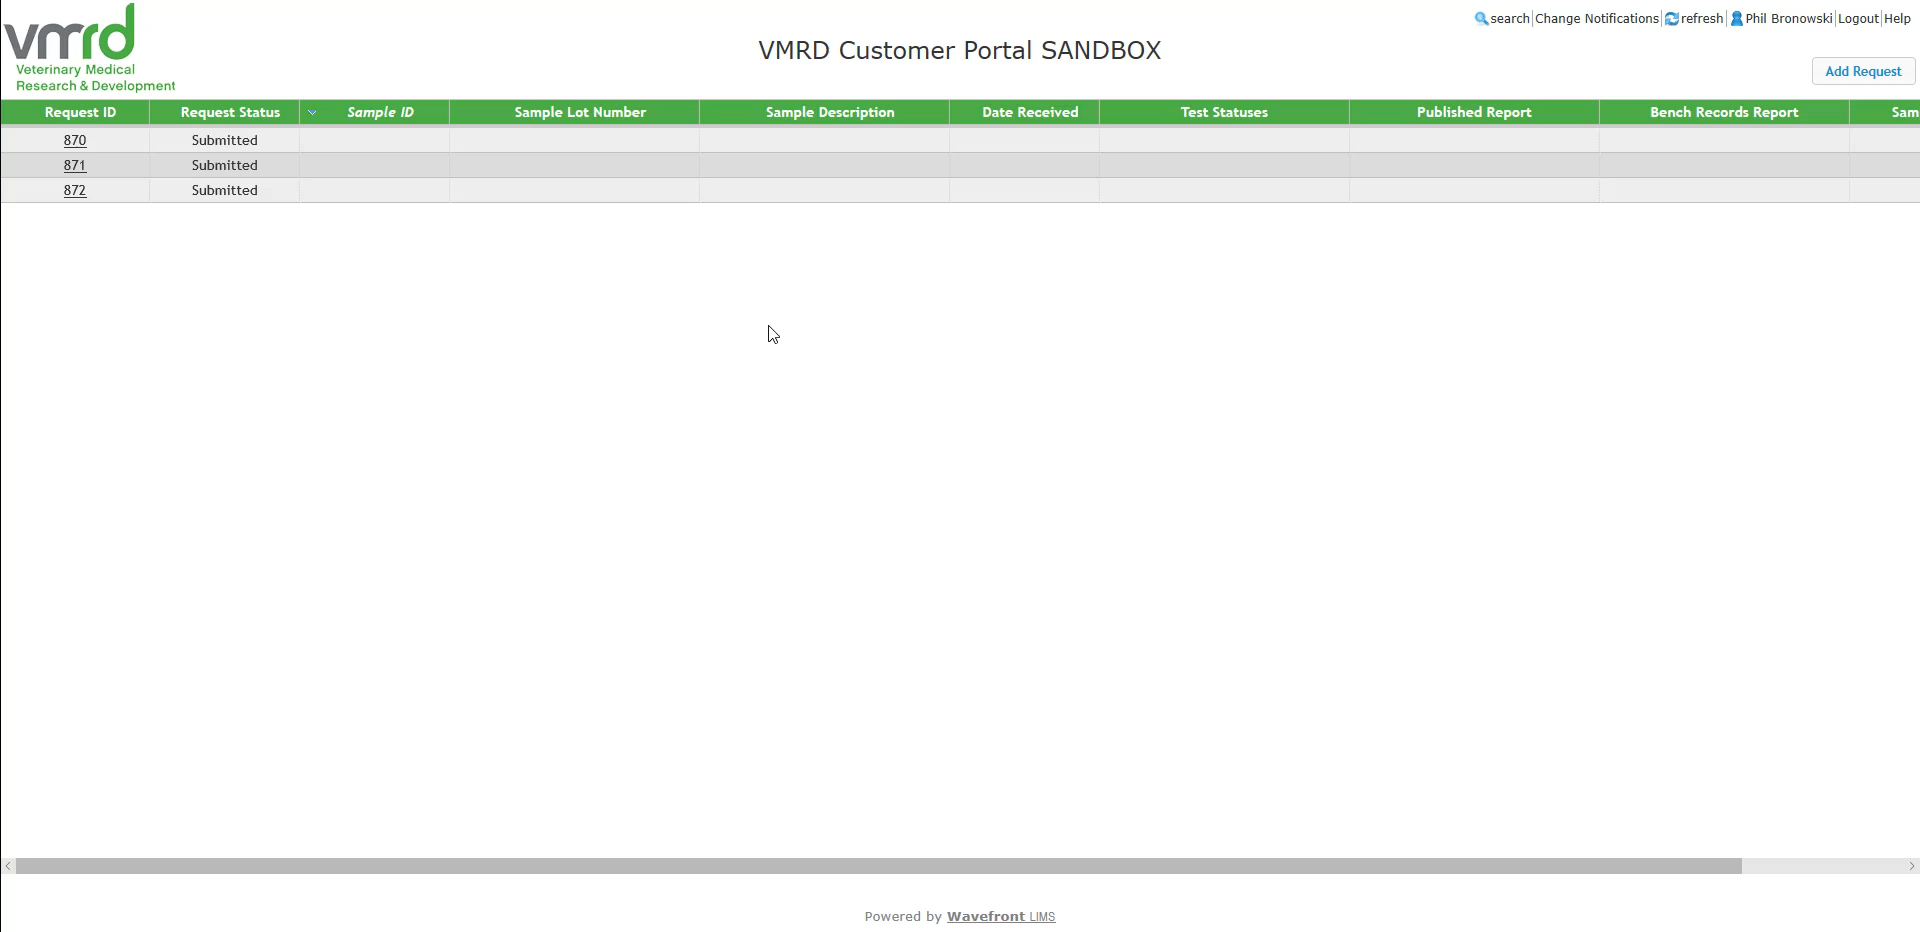 vmrd
Veterinary Medical
Research & Development
search Change Notifications refresh Phil Bronowski Logout Help
VMRD Customer Portal SANDBOX
Add Request
Request ID Request Status Sample ID Sample Lot Number Sample Description Date Received Test Statuses Published Report Bench Records Report Sam
870 Submitted
871 Submitted
872 Submitted
Powered by Wavefront LIMS